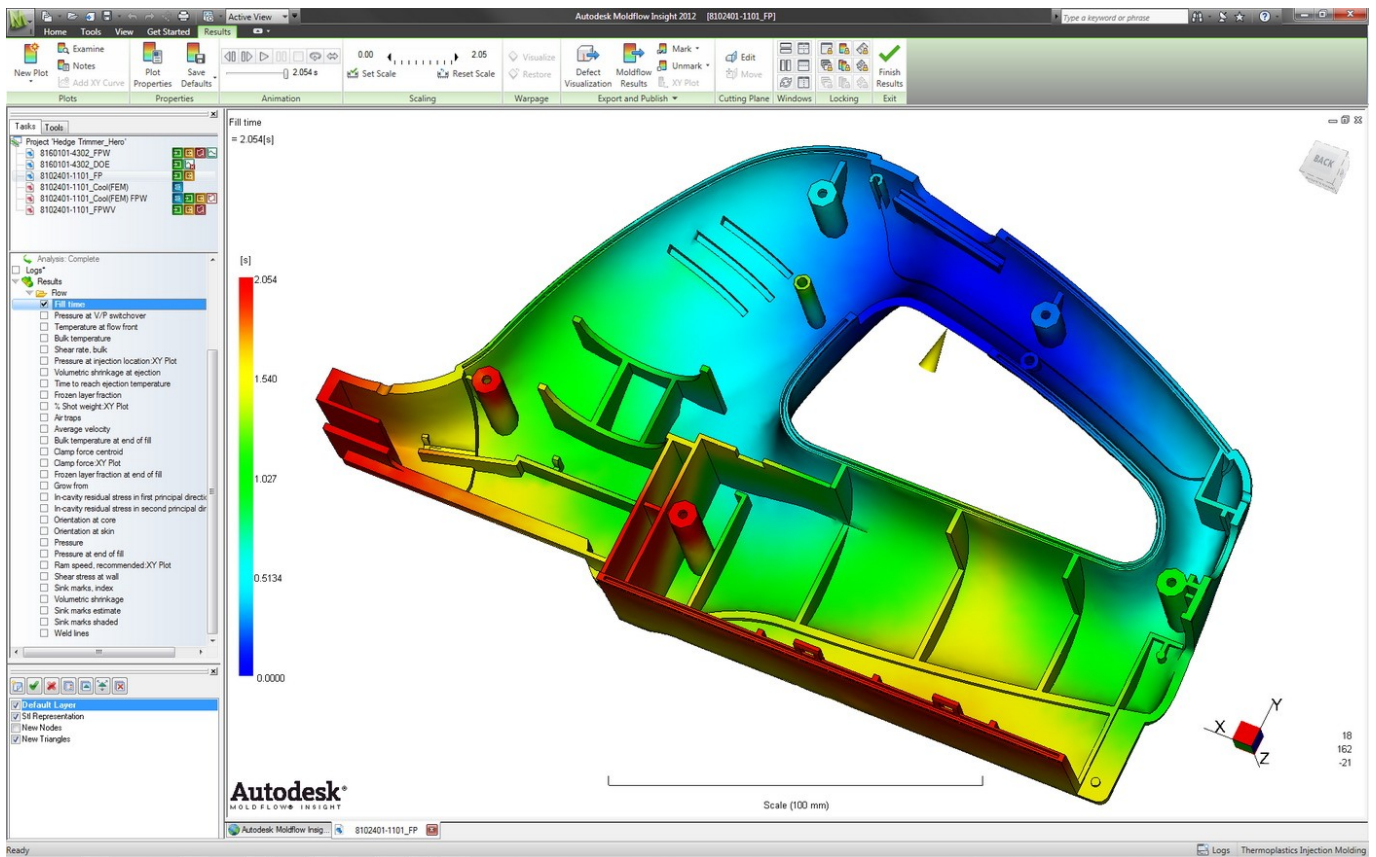 Active View
Autodesk Moldflow Insight 2012 [8102401-1101_FP]
Type a keyword or phrase
Home Tools View Get Started Results
New Plot
Examine
Notes
Add XY Curve
Plots
Plot Properties
Save Defaults
Properties
2.054 s
Animation
0.00 2.05
Set Scale Reset Scale
Scaling
Visualize
Restore
Warpage
Defect Visualization
Moldflow Results
Mark
Unmark
XY Plot
Export and Publish
Edit
Move
Cutting Plane
Windows
Locking
Finish Results
Exit
Tasks Tools
Project 'Hedge Trimmer_Hero'
8160101-4302_FPW
8160101-4302_DOE
8102401-1101_FP
8102401-1101_Cool(FEM)
8102401-1101_Cool(FEM) FPW
8102401-1101_FPWV
Analysis: Complete
Logs*
Results
Flow
Fill time
Pressure at V/P switchover
Temperature at flow front
Bulk temperature
Shear rate, bulk
Pressure at injection location:XY Plot
Volumetric shrinkage at ejection
Time to reach ejection temperature
Frozen layer fraction
% Shot weight:XY Plot
Air traps
Average velocity
Bulk temperature at end of fill
Clamp force centroid
Clamp force:XY Plot
Frozen layer fraction at end of fill
Grow from
In-cavity residual stress in first principal directi
In-cavity residual stress in second principal dir
Orientation at core
Orientation at skin
Pressure
Pressure at end of fill
Ram speed, recommended:XY Plot
Shear stress at wall
Sink marks, index
Volumetric shrinkage
Sink marks estimate
Sink marks shaded
Weld lines
Default Layer
Stl Representation
New Nodes
New Triangles
Fill time
= 2.054[s]
[s]
2.054
1.540
1.027
0.5134
0.0000
BACK
X Y Z
18
162
-21
Scale (100 mm)
Autodesk®
MOLDFLOW® INSIGHT
Autodesk Moldflow Insig...
8102401-1101_FP
Ready
Logs Thermoplastics Injection Molding